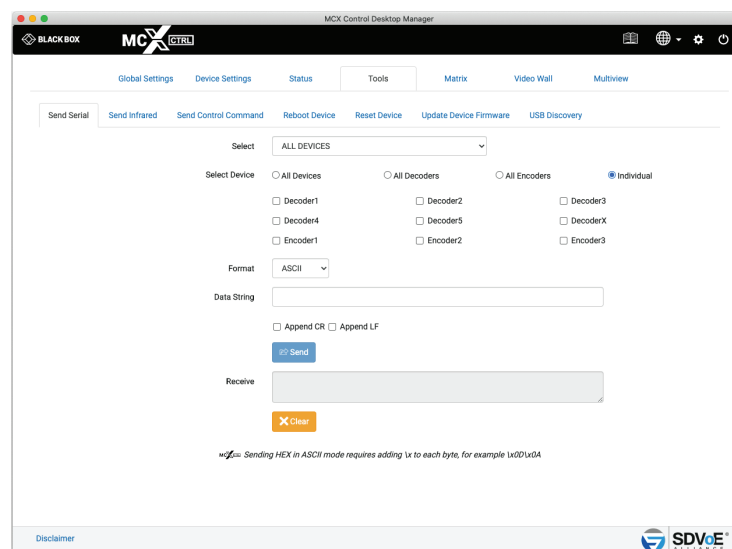 MCX Control Desktop Manager
BLACK BOX
MCX CTRL
Global Settings Device Settings Status Tools Matrix Video Wall Multiview
Send Serial Send Infrared Send Control Command Reboot Device Reset Device Update Device Firmware USB Discovery
Select ALL DEVICES
Select Device All Devices All Decoders All Encoders Individual
Decoder1 Decoder2 Decoder3
Decoder4 Decoder5 DecoderX
Encoder1 Encoder2 Encoder3
Format ASCII
Data String
Append CR Append LF
Send
Receive
Clear
MCX CTRL Sending HEX in ASCII mode requires adding \x to each byte, for example \x0D\x0A
Disclaimer
SDVoE
ALLIANCE